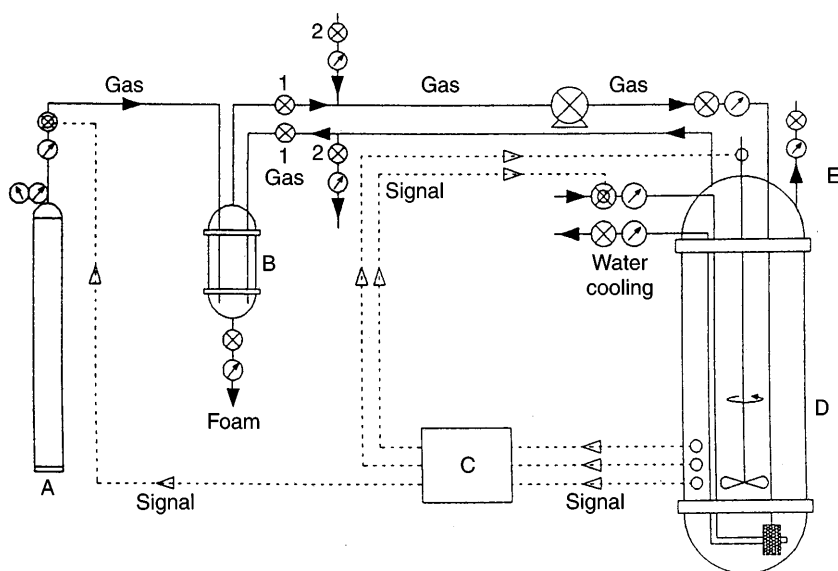 2
Gas
1
Gas
Gas
1
2
Gas
Signal
E
B
Water
cooling
Foam
D
C
A
Signal
Signal